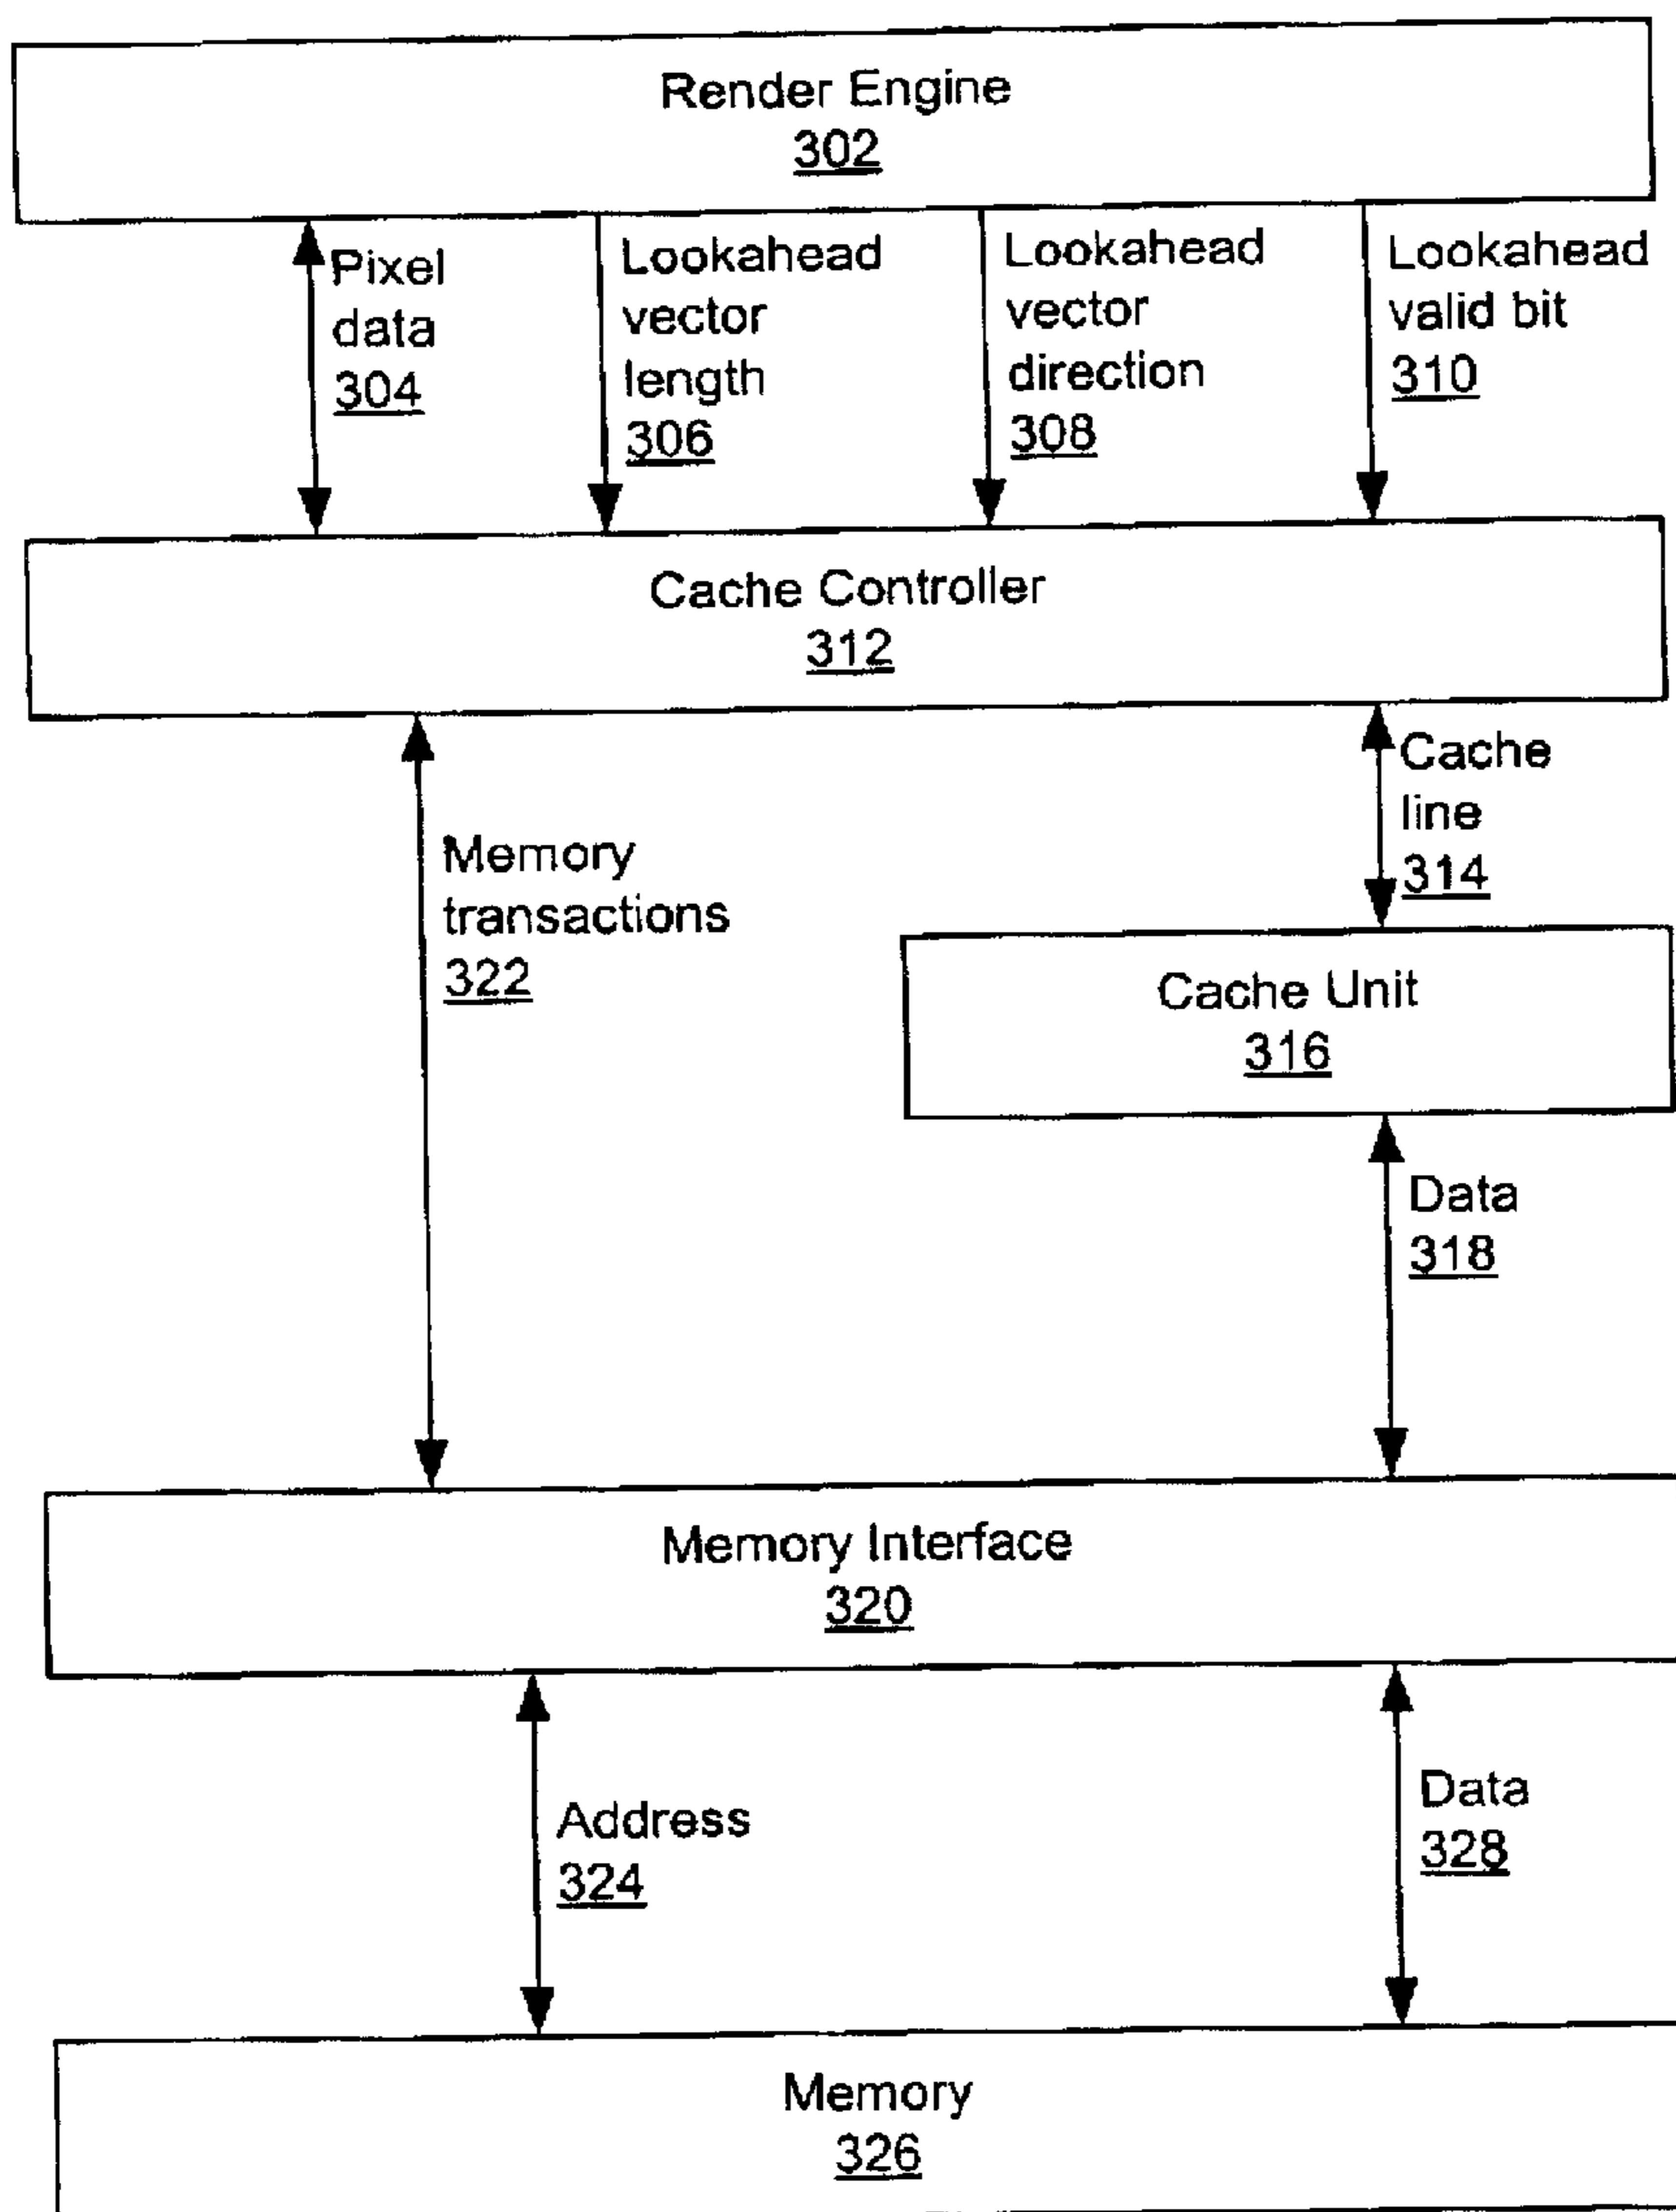 Render Engine
302
Pixel
data
304
Lookahead
vector
length
306
Lookahead
vector
direction
308
Lookahead
valid bit
310
Cache Controller
312
Memory
transactions
322
Cache
line
314
Cache Unit
316
Data
318
Memory Interface
320
Address
324
Data
328
Memory
326